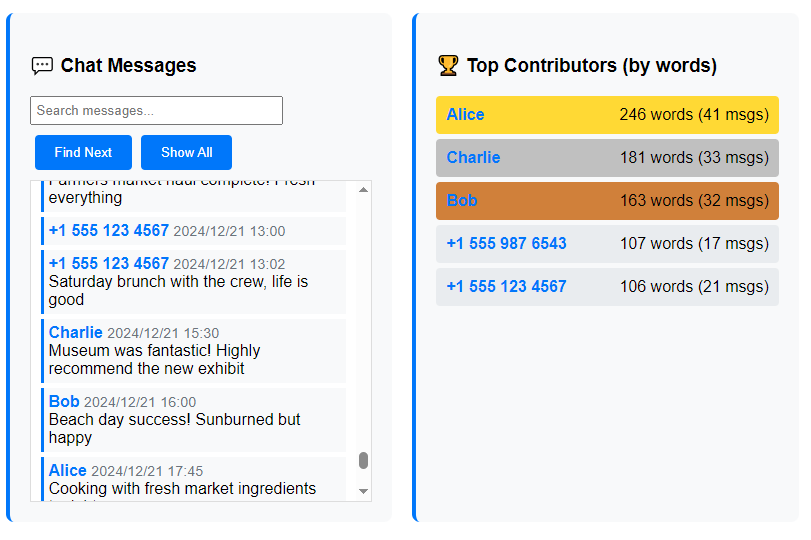 Chat Messages
Search messages...
Find Next Show All
Farmers market haul complete! Fresh
everything
+1 555 123 4567 2024/12/21 13:00
+1 555 123 4567 2024/12/21 13:02
Saturday brunch with the crew, life is
good
Charlie 2024/12/21 15:30
Museum was fantastic! Highly
recommend the new exhibit
Bob 2024/12/21 16:00
Beach day success! Sunburned but
happy
Alice 2024/12/21 17:45
Cooking with fresh market ingredients
Top Contributors (by words)
Alice 246 words (41 msgs)
Charlie 181 words (33 msgs)
Bob 163 words (32 msgs)
+1 555 987 6543 107 words (17 msgs)
+1 555 123 4567 106 words (21 msgs)